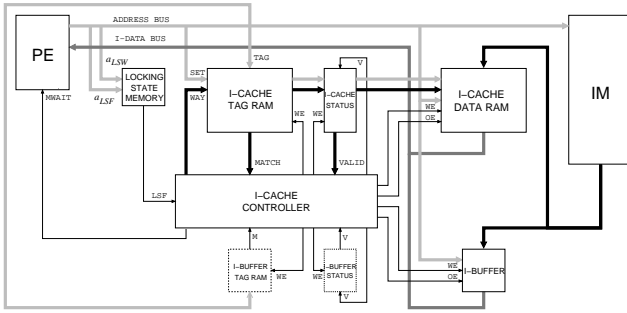 ADDRESS BUS
PE
I-DATA BUS
TAG
IM
a_LSW
LOCKING
STATE
MEMORY
SET
WAY
I-CACHE
TAG RAM
V
I-CACHE
STATUS
I-CACHE
DATA RAM
MWAIT
a_LSF
WE
WE
WE
OE
MATCH
VALID
LSF
I-CACHE
CONTROLLER
M
V
I-BUFFER
TAG RAM
WE
WE
I-BUFFER
STATUS
V
WE
OE
I-BUFFER